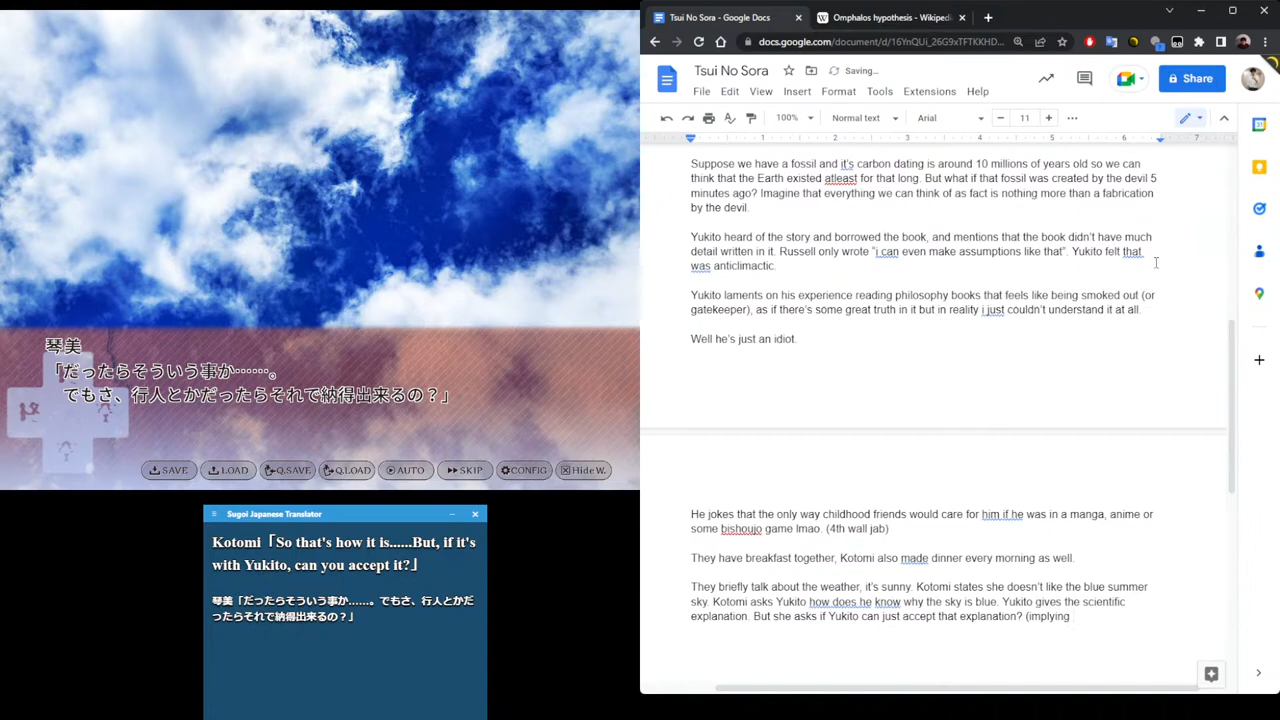 琴美
「だったらそういう事か……。
でもさ、行人とかだったらそれで納得出来るの？」
SAVE
LOAD
Q.SAVE
Q.LOAD
AUTO
SKIP
CONFIG
Hide W.
Sugoi Japanese Translator
Kotomi「So that's how it is......But, if it's
with Yukito, can you accept it?」
琴美「だったらそういう事か……。でもさ、行人とかだ
ったらそれで納得出来るの？」
Tsui No Sora - Google Docs
Omphalos hypothesis - Wikipedi
docs.google.com/document/d/16YnQUi_26G9xTFTKKHD...
Tsui No Sora
Saving…
File Edit View Insert Format Tools Extensions Help
Share
100% Normal text Arial 11
1 2 3 4 5 6 7
Suppose we have a fossil and it's carbon dating is around 10 millions of years old so we can
think that the Earth existed atleast for that long. But what if that fossil was created by the devil 5
minutes ago? Imagine that everything we can think of as fact is nothing more than a fabrication
by the devil.
Yukito heard of the story and borrowed the book, and mentions that the book didn't have much
detail written in it. Russell only wrote "i can even make assumptions like that". Yukito felt that
was anticlimactic.
Yukito laments on his experience reading philosophy books that feels like being smoked out (or
gatekeeper), as if there's some great truth in it but in reality i just couldn't understand it at all.
Well he's just an idiot.
He jokes that the only way childhood friends would care for him if he was in a manga, anime or
some bishoujo game lmao. (4th wall jab)
They have breakfast together, Kotomi also made dinner every morning as well.
They briefly talk about the weather, it's sunny. Kotomi states she doesn't like the blue summer
sky. Kotomi asks Yukito how does he know why the sky is blue. Yukito gives the scientific
explanation. But she asks if Yukito can just accept that explanation? (implying